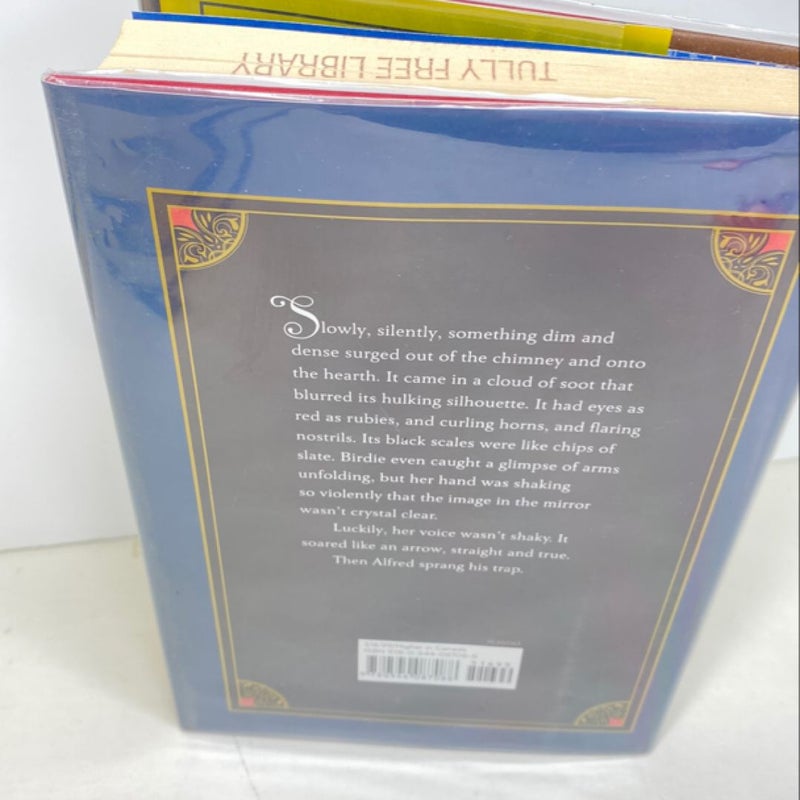 TULLY FREE LIBRARY
Slowly, silently, something dim and
dense surged out of the chimney and onto
the hearth. It came in a cloud of soot that
blurred its hulking silhouette. It had eyes as
red as rubies, and curling horns, and flaring
nostrils. Its black scales were like chips of
slate. Birdie even caught a glimpse of arms
unfolding, but her hand was shaking
so violently that the image in the mirror
wasn't crystal clear.
Luckily, her voice wasn't shaky. It
soared like an arrow, straight and true.
Then Alfred sprang his trap.